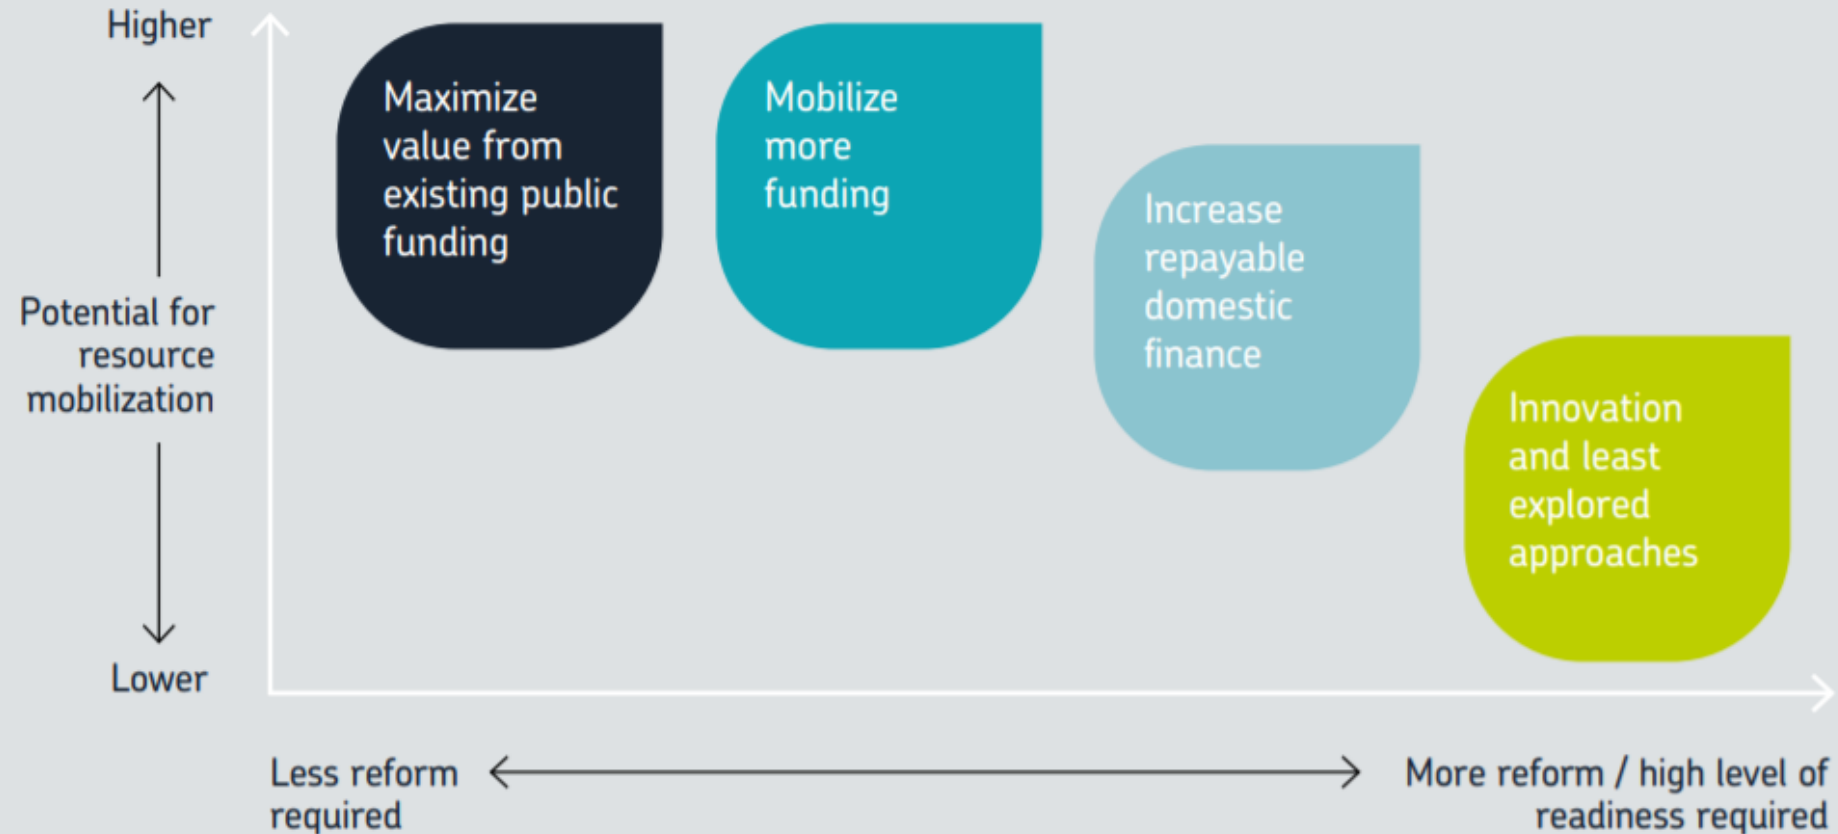 Higher
Potential for
resource
mobilization
Lower
Maximize
value from
existing public
funding
Mobilize
more
funding
Increase
repayable
domestic
finance
Innovation
and least
explored
approaches
Less reform
required
More reform / high level of
readiness required